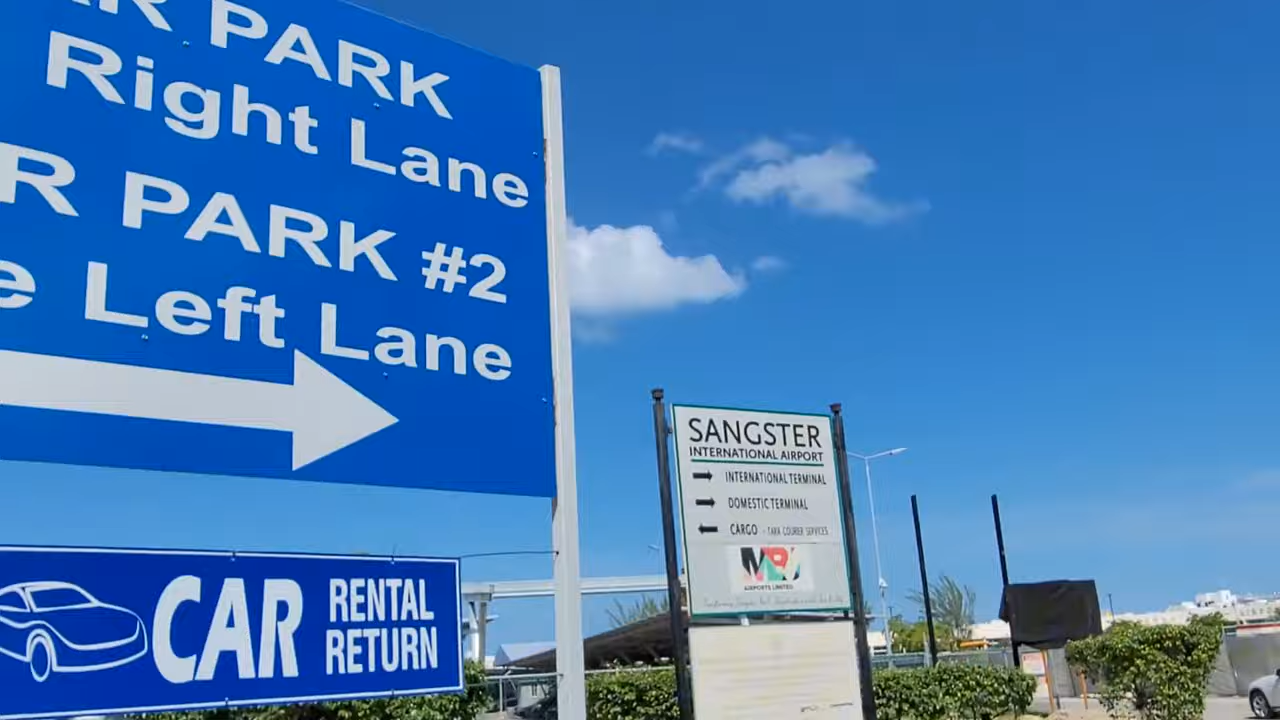 PARK
Right Lane
R PARK #2
e Left Lane
CAR RENTAL
RETURN
SANGSTER
INTERNATIONAL AIRPORT
INTERNATIONAL TERMINAL
DOMESTIC TERMINAL
CARGO - TARA COURIER SERVICES
MBJ
AIRPORTS LIMITED